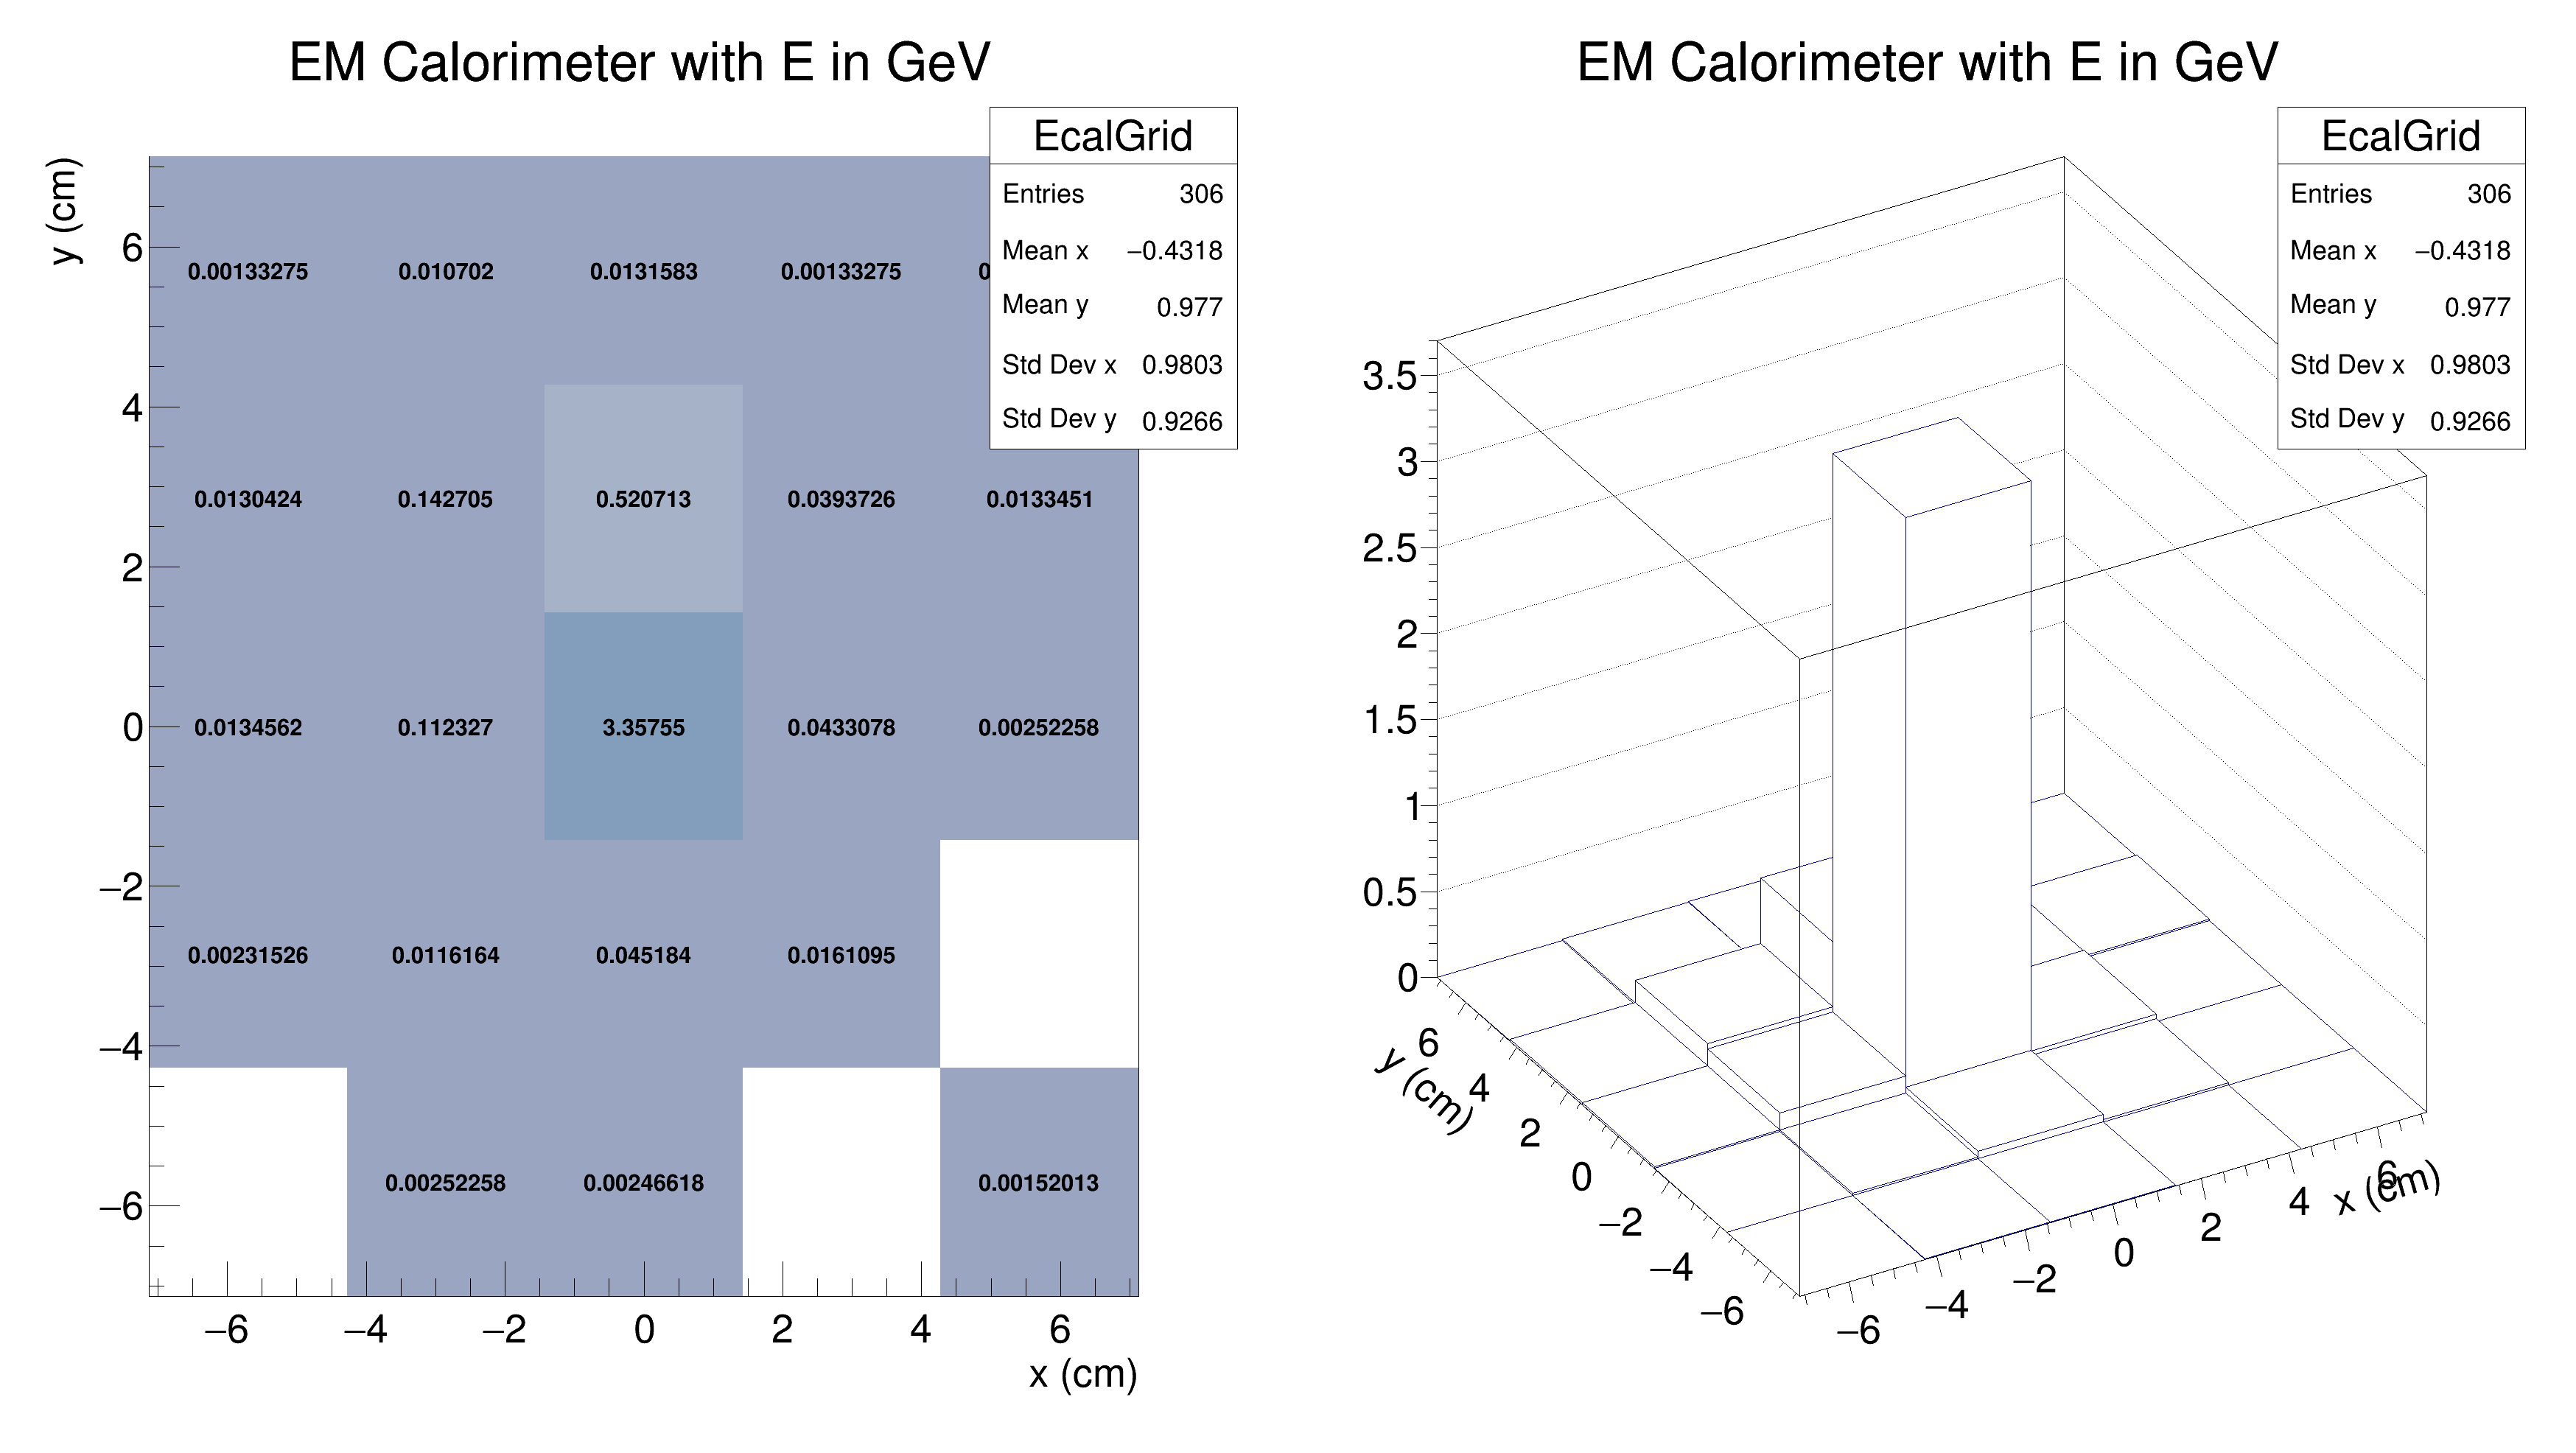 EM Calorimeter with E in GeV
EcalGrid
Entries 306
Mean x −0.4318
Mean y 0.977
Std Dev x 0.9803
Std Dev y 0.9266
y (cm)
6
4
2
0
−2
−4
−6
0.00133275 0.010702 0.0131583 0.00133275
0.0130424 0.142705 0.520713 0.0393726 0.0133451
0.0134562 0.112327 3.35755 0.0433078 0.00252258
0.00231526 0.0116164 0.045184 0.0161095
0.00252258 0.00246618 0.00152013
−6 −4 −2 0 2 4 6
x (cm)
EM Calorimeter with E in GeV
EcalGrid
Entries 306
Mean x −0.4318
Mean y 0.977
Std Dev x 0.9803
Std Dev y 0.9266
3.5
3
2.5
2
1.5
1
0.5
0
y (cm)
6
4
2
0
−2
−4
−6
−6 −4 −2 0 2 4 6
x (cm)